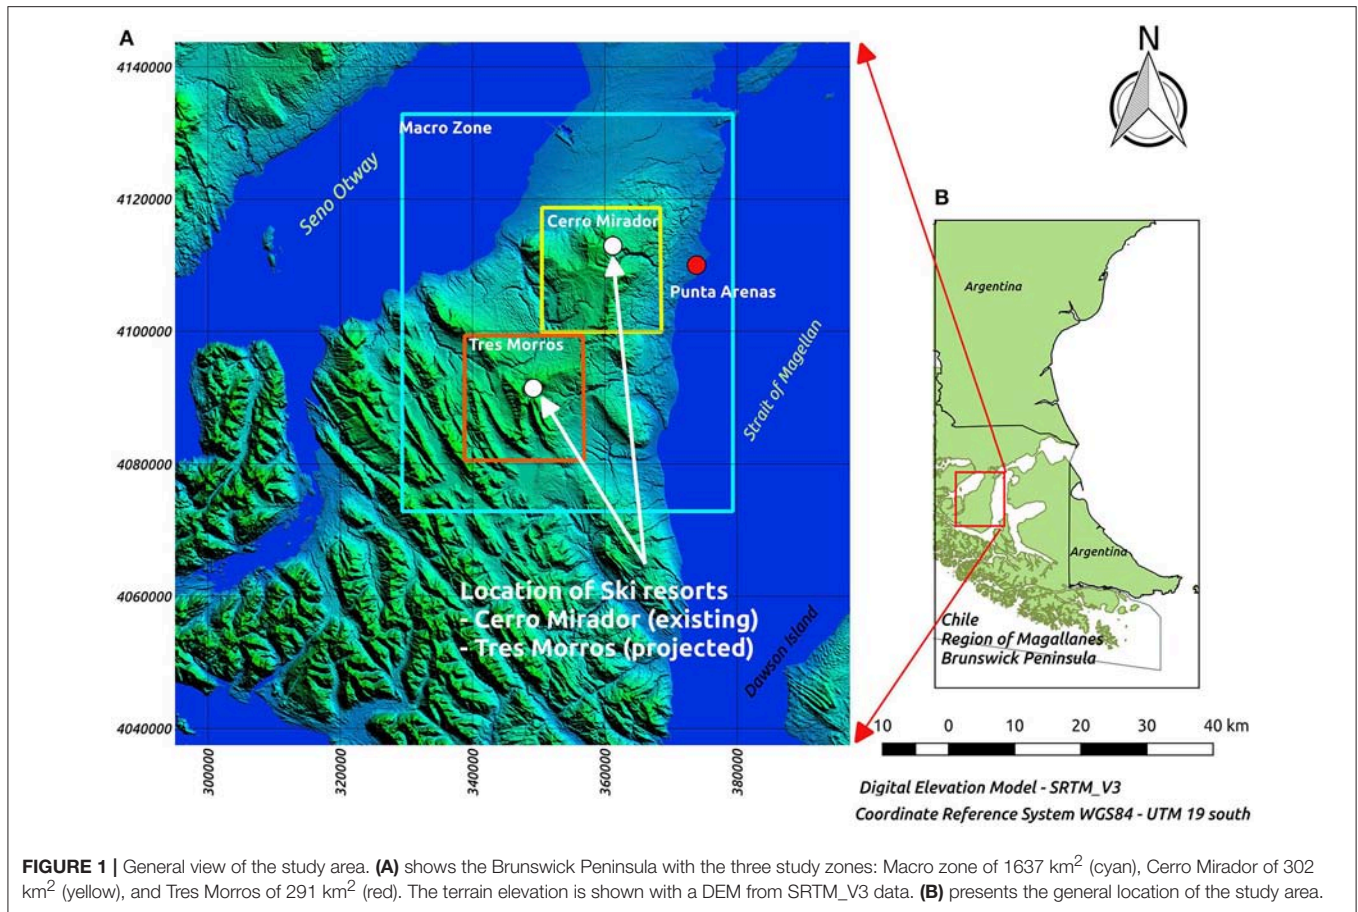 A
4140000
4120000
4100000
4080000
4060000
4040000
300000
320000
340000
360000
380000
Macro Zone
Seno Otway
Cerro Mirador
Punta Arenas
Tres Morros
Strait of Magellan
Location of Ski resorts
- Cerro Mirador (existing)
- Tres Morros (projected)
Dawson Island
N
B
Argentina
Argentina
Chile
Region of Magallanes
Brunswick Peninsula
10 0 10 20 30 40 km
Digital Elevation Model - SRTM_V3
Coordinate Reference System WGS84 - UTM 19 south
FIGURE 1 | General view of the study area. (A) shows the Brunswick Peninsula with the three study zones: Macro zone of 1637 km² (cyan), Cerro Mirador of 302
km² (yellow), and Tres Morros of 291 km² (red). The terrain elevation is shown with a DEM from SRTM_V3 data. (B) presents the general location of the study area.